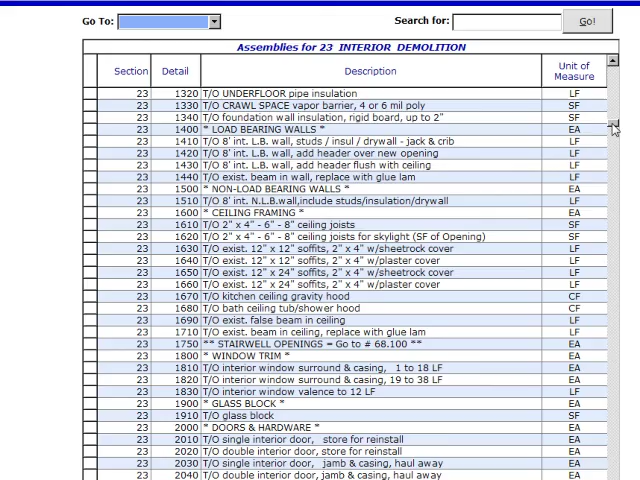 Go To: Search for: Go!
Assemblies for 23 INTERIOR DEMOLITION
Section Detail Description Unit of Measure
23 1320 T/O UNDERFLOOR pipe insulation LF
23 1330 T/O CRAWL SPACE vapor barrier, 4 or 6 mil poly SF
23 1340 T/O foundation wall insulation, rigid board, up to 2" SF
23 1400 * LOAD BEARING WALLS * EA
23 1410 T/O 8' int. L.B. wall, studs / insul / drywall - jack & crib LF
23 1420 T/O 8' int. L.B. wall, add header over new opening LF
23 1430 T/O 8' int. L.B. wall, add header flush with ceiling LF
23 1440 T/O exist. beam in wall, replace with glue lam LF
23 1500 * NON-LOAD BEARING WALLS * EA
23 1510 T/O 8' int. N.L.B.wall,include studs/insulation/drywall LF
23 1600 * CEILING FRAMING * EA
23 1610 T/O 2" x 4" - 6" - 8" ceiling joists SF
23 1620 T/O 2" x 4" - 6" - 8" ceiling joists for skylight (SF of Opening) SF
23 1630 T/O exist. 12" x 12" soffits, 2" x 4" w/sheetrock cover LF
23 1640 T/O exist. 12" x 12" soffits, 2" x 4" w/plaster cover LF
23 1650 T/O exist. 12" x 24" soffits, 2" x 4" w/sheetrock cover LF
23 1660 T/O exist. 12" x 24" soffits, 2" x 4" w/plaster cover LF
23 1670 T/O kitchen ceiling gravity hood CF
23 1680 T/O bath ceiling tub/shower hood CF
23 1690 T/O exist. false beam in ceiling LF
23 1710 T/O exist. beam in ceiling, replace with glue lam LF
23 1750 ** STAIRWELL OPENINGS = Go to # 68.100 ** EA
23 1800 * WINDOW TRIM * EA
23 1810 T/O interior window surround & casing, 1 to 18 LF EA
23 1820 T/O interior window surround & casing, 19 to 38 LF EA
23 1830 T/O interior window valence to 12 LF LF
23 1900 * GLASS BLOCK * EA
23 1910 T/O glass block SF
23 2000 * DOORS & HARDWARE * EA
23 2010 T/O single interior door, store for reinstall EA
23 2020 T/O double interior door, store for reinstall EA
23 2030 T/O single interior door, jamb & casing, haul away EA
23 2040 T/O double interior door, jamb & casing, haul away EA